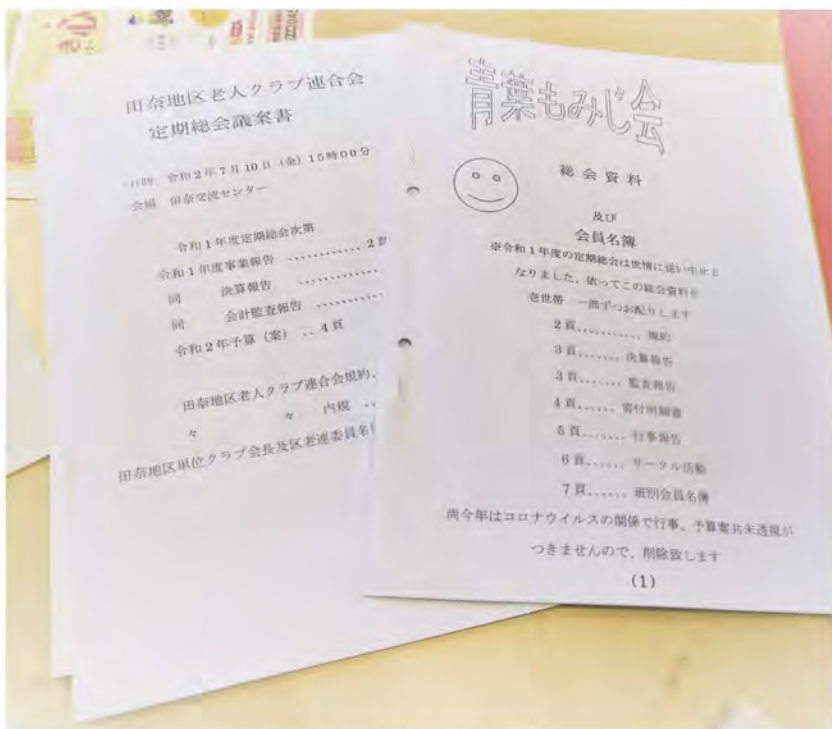 田奈地区老人クラブ連合会
定期総会議案書
日時 令和2年7月10日（金）15時00分
会場 田奈交流センター
令和1年度定期総会次第
令和1年度事業報告 ............ 2頁
同 決算報告 ............
同 会計監査報告 ............
令和2年予算（案） .. 4頁
田奈地区老人クラブ連合会規約
々 々 内規 ..
田奈地区単位クラブ会長及区老連委員名
青葉もみじ会
総会資料
及び
会員名簿
※令和1年度の定期総会は世情に従い中止と
なりました、依ってこの総会資料を
壱世帯 一部ずつお配りします
2頁........... 規約
3頁....... 決算報告
3頁....... 監査報告
4頁...... 寄付明細書
5頁....... 行事報告
6頁...... サークル活動
7頁...... 班別会員名簿
尚今年はコロナウイルスの関係で行事、予算案共未透視が
つきませんので、削除致します
(1)